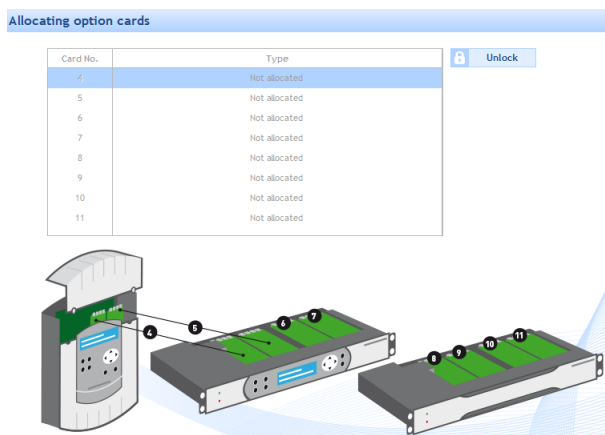 Allocating option cards
Card No. Type
Unlock
4 Not allocated
5 Not allocated
6 Not allocated
7 Not allocated
8 Not allocated
9 Not allocated
10 Not allocated
11 Not allocated
4
5
6
7
8
9
10
11